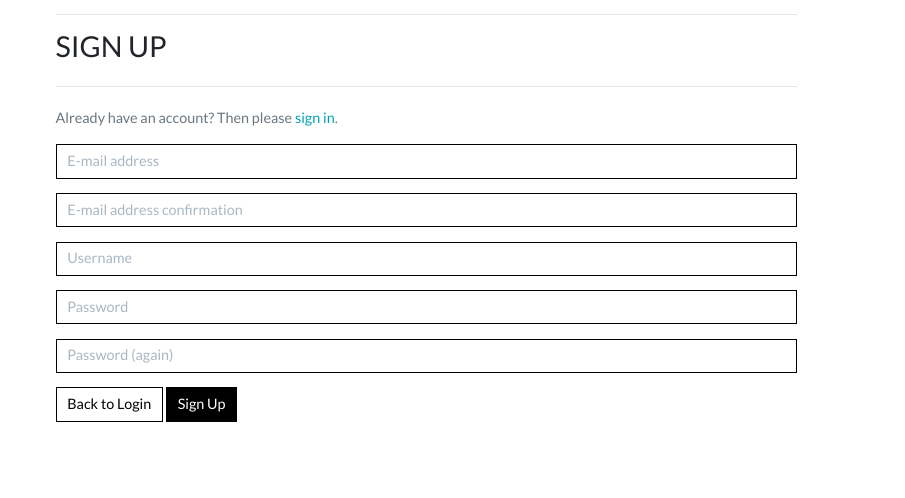 SIGN UP
Already have an account? Then please sign in.
E-mail address
E-mail address confirmation
Username
Password
Password (again)
Back to Login Sign Up